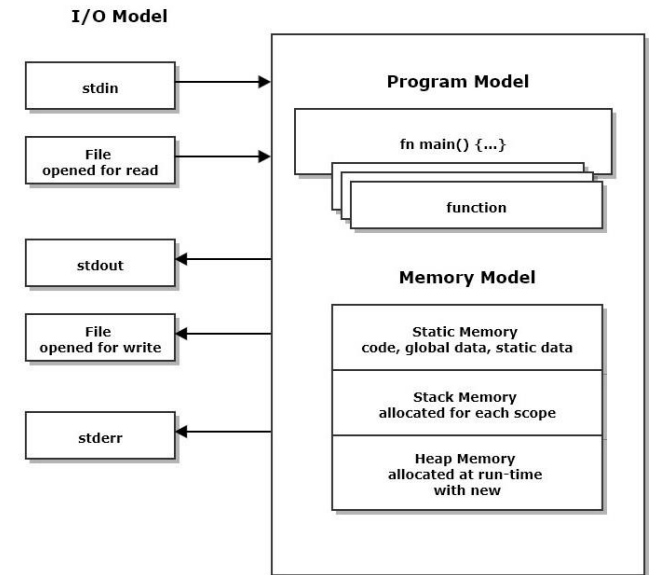 I/O Model
stdin
File
opened for read
stdout
File
opened for write
stderr
Program Model
fn main() {...}
function
Memory Model
Static Memory
code, global data, static data
Stack Memory
allocated for each scope
Heap Memory
allocated at run-time
with new